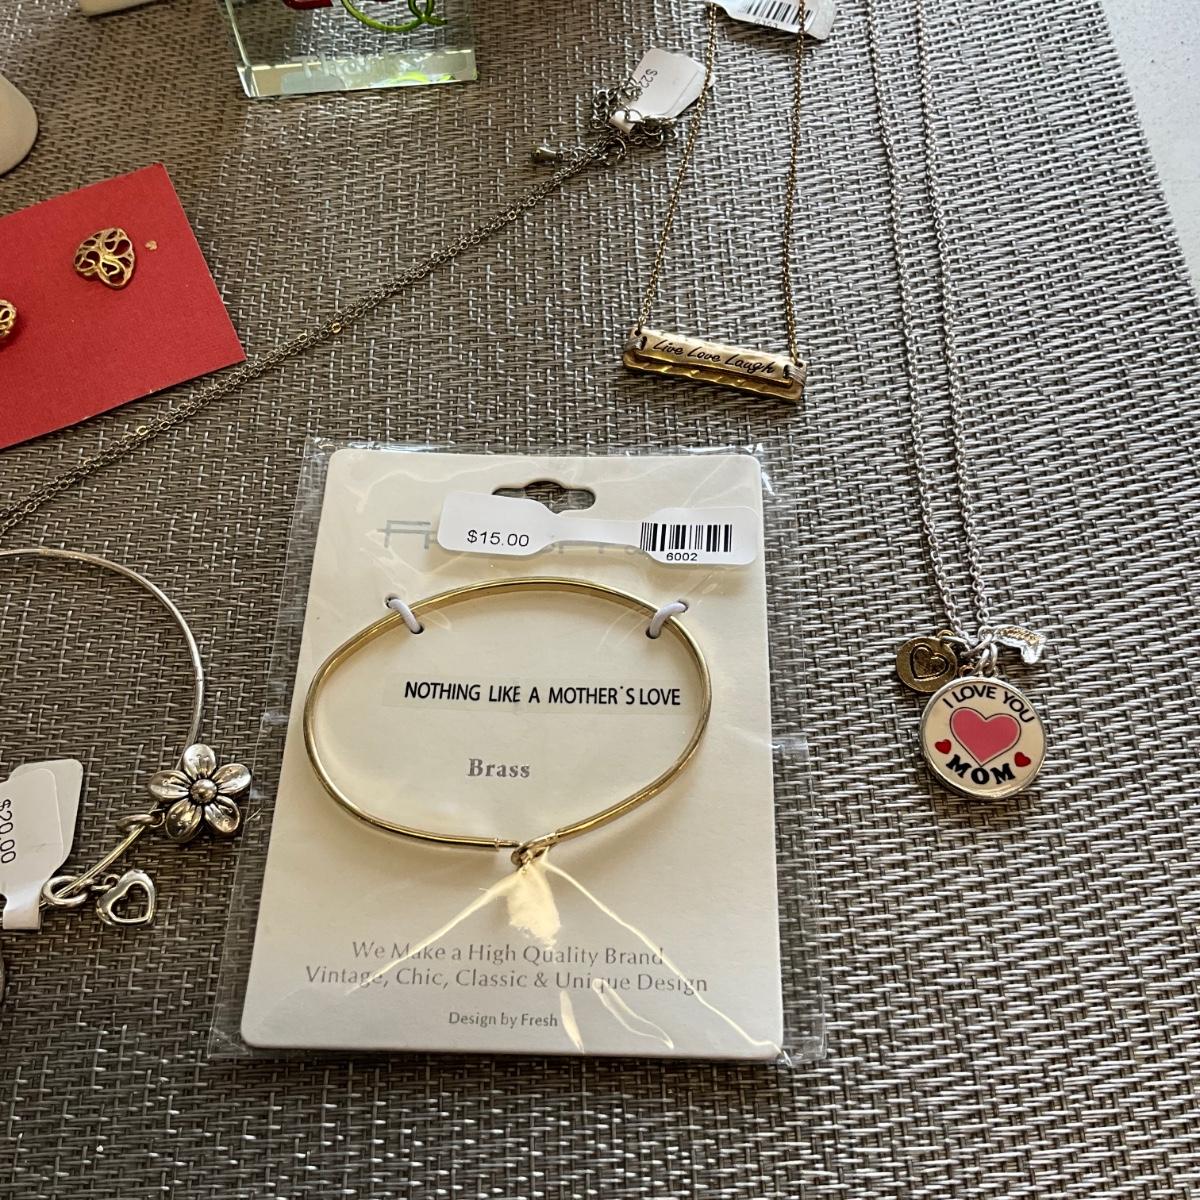 Live Love Laugh
$15.00
6002
NOTHING LIKE A MOTHER'S LOVE
Brass
We Make a High Quality Brand
Vintage, Chic, Classic & Unique Design
Design by Fresh
I LOVE YOU
MOM
$20.00